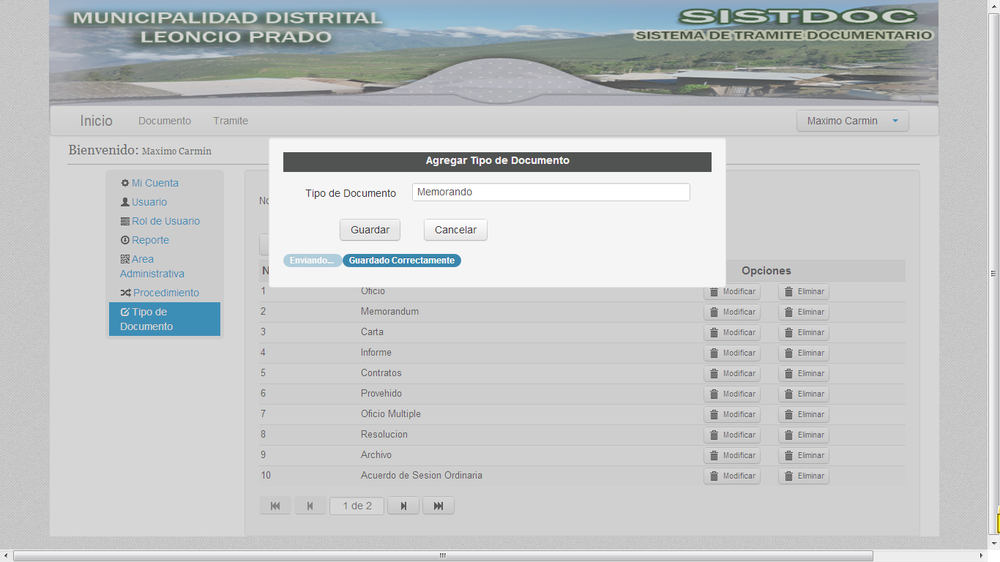 MUNICIPALIDAD DISTRITAL
LEONCIO PRADO
SISTDOC
SISTEMA DE TRAMITE DOCUMENTARIO
Inicio Documento Tramite Maximo Carmin
Bienvenido: Maximo Carmin
Mi Cuenta
Usuario
Rol de Usuario
Reporte
Area
Administrativa
Procedimiento
Tipo de
Documento
Agregar Tipo de Documento
Tipo de Documento Memorando
Guardar Cancelar
Enviando... Guardado Correctamente
No
N Opciones
1 Oficio Modificar Eliminar
2 Memorandum Modificar Eliminar
3 Carta Modificar Eliminar
4 Informe Modificar Eliminar
5 Contratos Modificar Eliminar
6 Provehido Modificar Eliminar
7 Oficio Multiple Modificar Eliminar
8 Resolucion Modificar Eliminar
9 Archivo Modificar Eliminar
10 Acuerdo de Sesion Ordinaria Modificar Eliminar
1 de 2